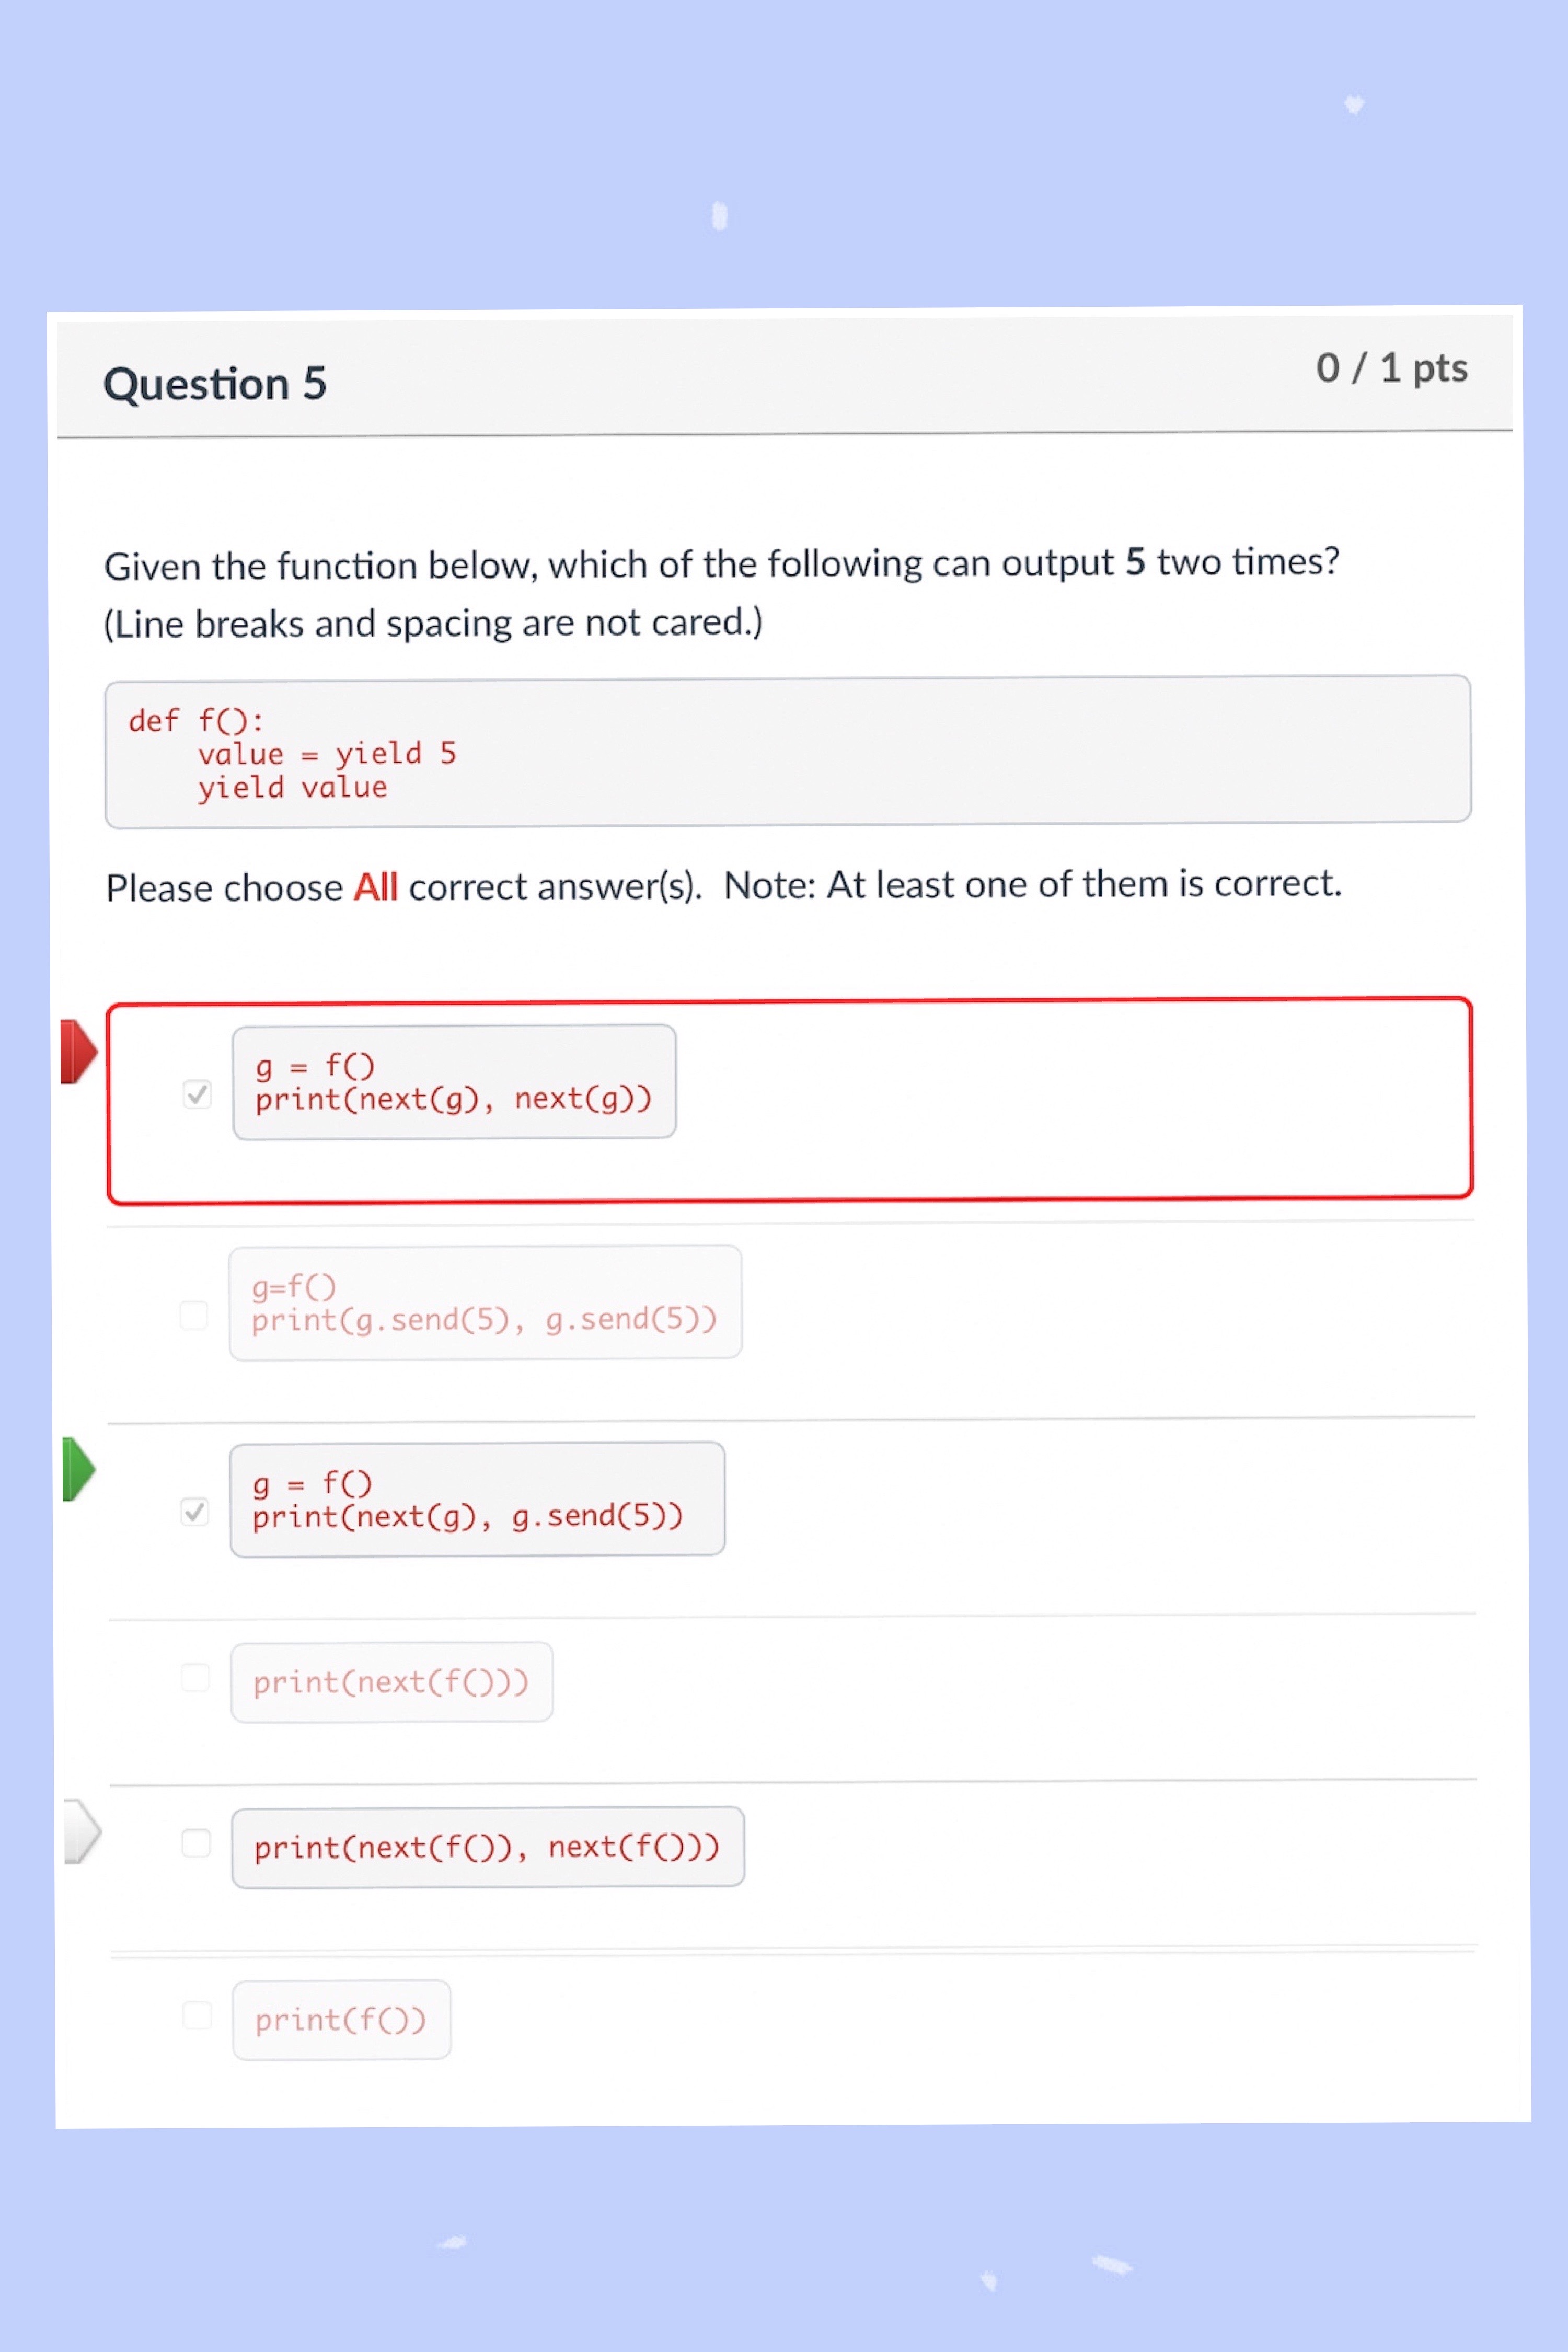 Question 5
0 / 1 pts
Given the function below, which of the following can output 5 two times?
(Line breaks and spacing are not cared.)
def f():
    value = yield 5
    yield value
Please choose All correct answer(s).  Note: At least one of them is correct.
g = f()
print(next(g), next(g))
g=f()
print(g.send(5), g.send(5))
g = f()
print(next(g), g.send(5))
print(next(f()))
print(next(f()), next(f()))
print(f())